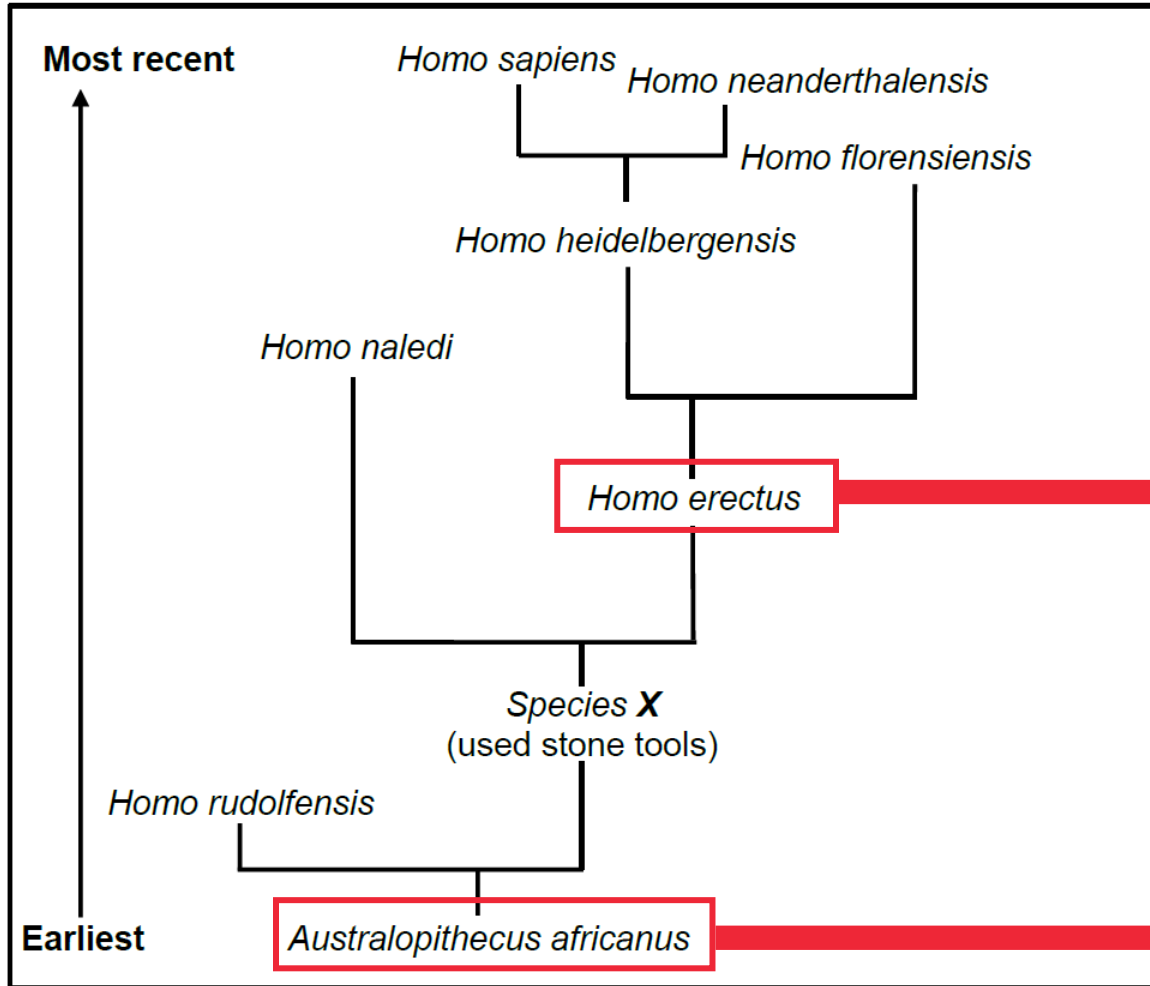 Most recent
Homo sapiens
Homo neanderthalensis
Homo florensiensis
Homo heidelbergensis
Homo naledi
Homo erectus
Species X
(used stone tools)
Homo rudolfensis
Earliest
Australopithecus africanus